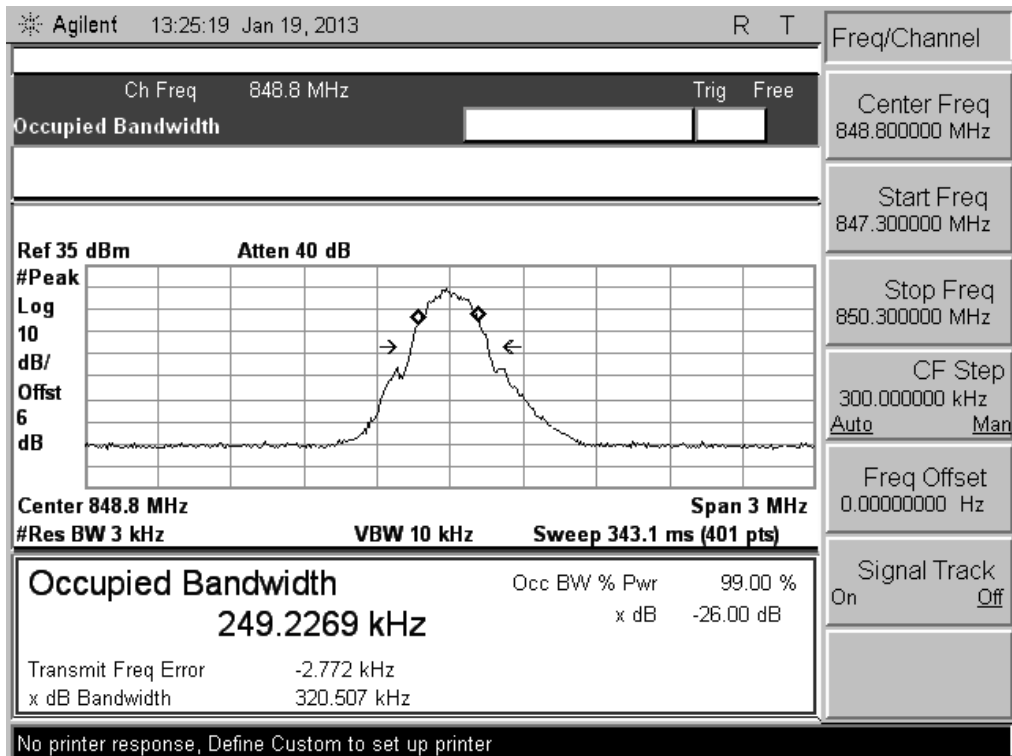 Agilent 13:25:19 Jan 19, 2013 R T
Freq/Channel
Ch Freq 848.8 MHz Trig Free
Occupied Bandwidth
Center Freq
848.800000 MHz
Start Freq
847.300000 MHz
Stop Freq
850.300000 MHz
CF Step
300.000000 kHz
Auto Man
Freq Offset
0.00000000 Hz
Signal Track
On Off
Ref 35 dBm Atten 40 dB
#Peak
Log
10
dB/
Offst
6
dB
Center 848.8 MHz Span 3 MHz
#Res BW 3 kHz VBW 10 kHz Sweep 343.1 ms (401 pts)
Occupied Bandwidth Occ BW % Pwr 99.00 %
249.2269 kHz x dB -26.00 dB
Transmit Freq Error -2.772 kHz
x dB Bandwidth 320.507 kHz
No printer response, Define Custom to set up printer